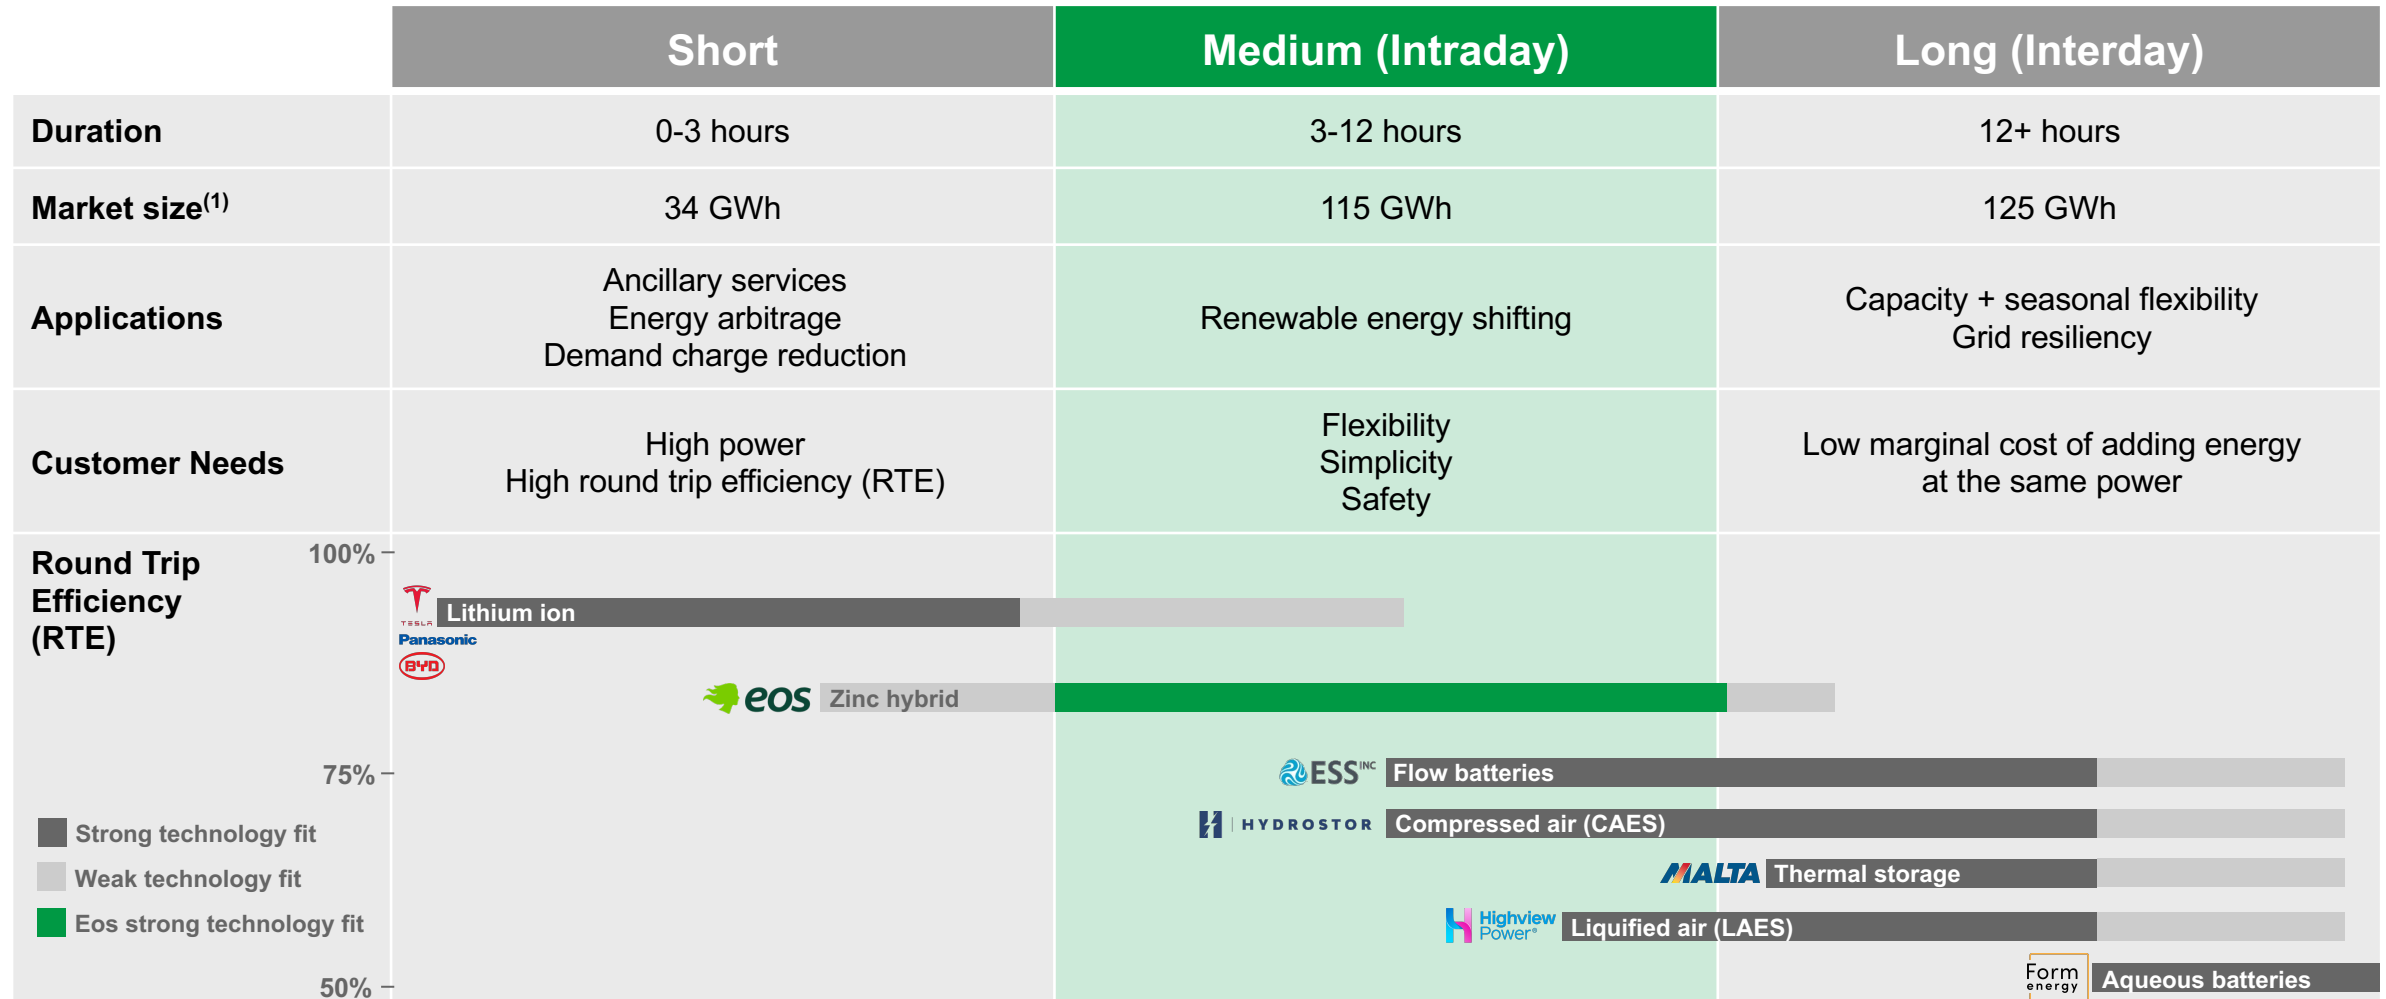 Short
Medium (Intraday)
Long (Interday)
Duration
0-3 hours
3-12 hours
12+ hours
Market size(1)
34 GWh
115 GWh
125 GWh
Applications
Ancillary services
Energy arbitrage
Demand charge reduction
Renewable energy shifting
Capacity + seasonal flexibility
Grid resiliency
Customer Needs
High power
High round trip efficiency (RTE)
Flexibility
Simplicity
Safety
Low marginal cost of adding energy
at the same power
Round Trip
Efficiency
(RTE)
100%
TESLA
Lithium ion
Panasonic
BYD
eos
Zinc hybrid
75%
ESS INC
Flow batteries
HYDROSTOR
Compressed air (CAES)
MALTA
Thermal storage
Highview
Power®
Liquified air (LAES)
50%
Form
energy
Aqueous batteries
Strong technology fit
Weak technology fit
Eos strong technology fit